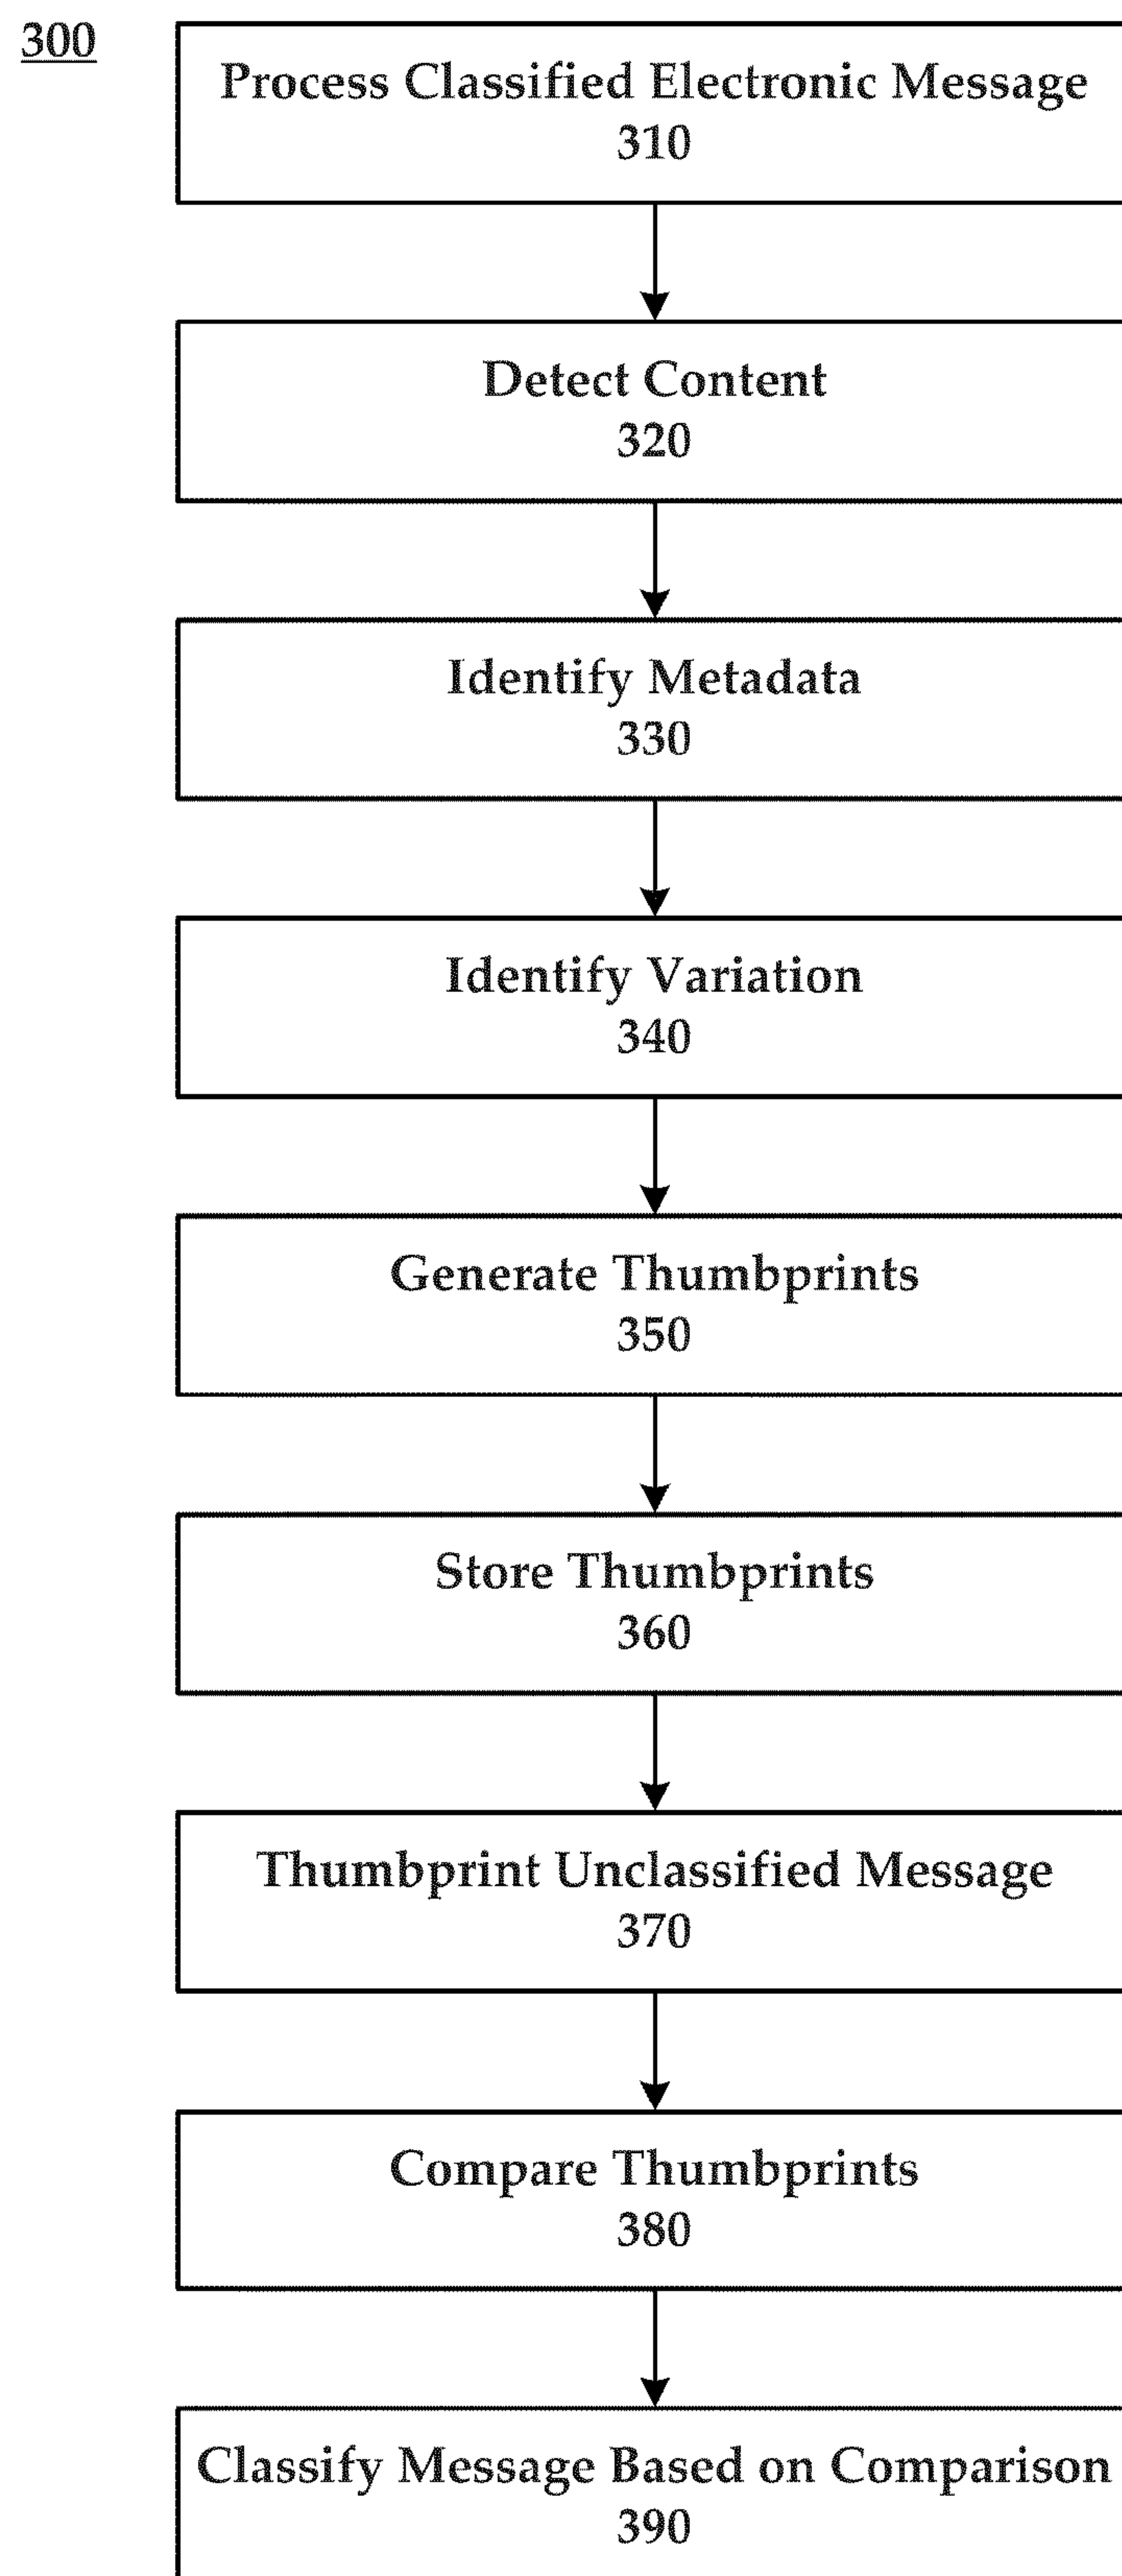 300
Process Classified Electronic Message
310
Detect Content
320
Identify Metadata
330
Identify Variation
340
Generate Thumbprints
350
Store Thumbprints
360
Thumbprint Unclassified Message
370
Compare Thumbprints
380
Classify Message Based on Comparison
390